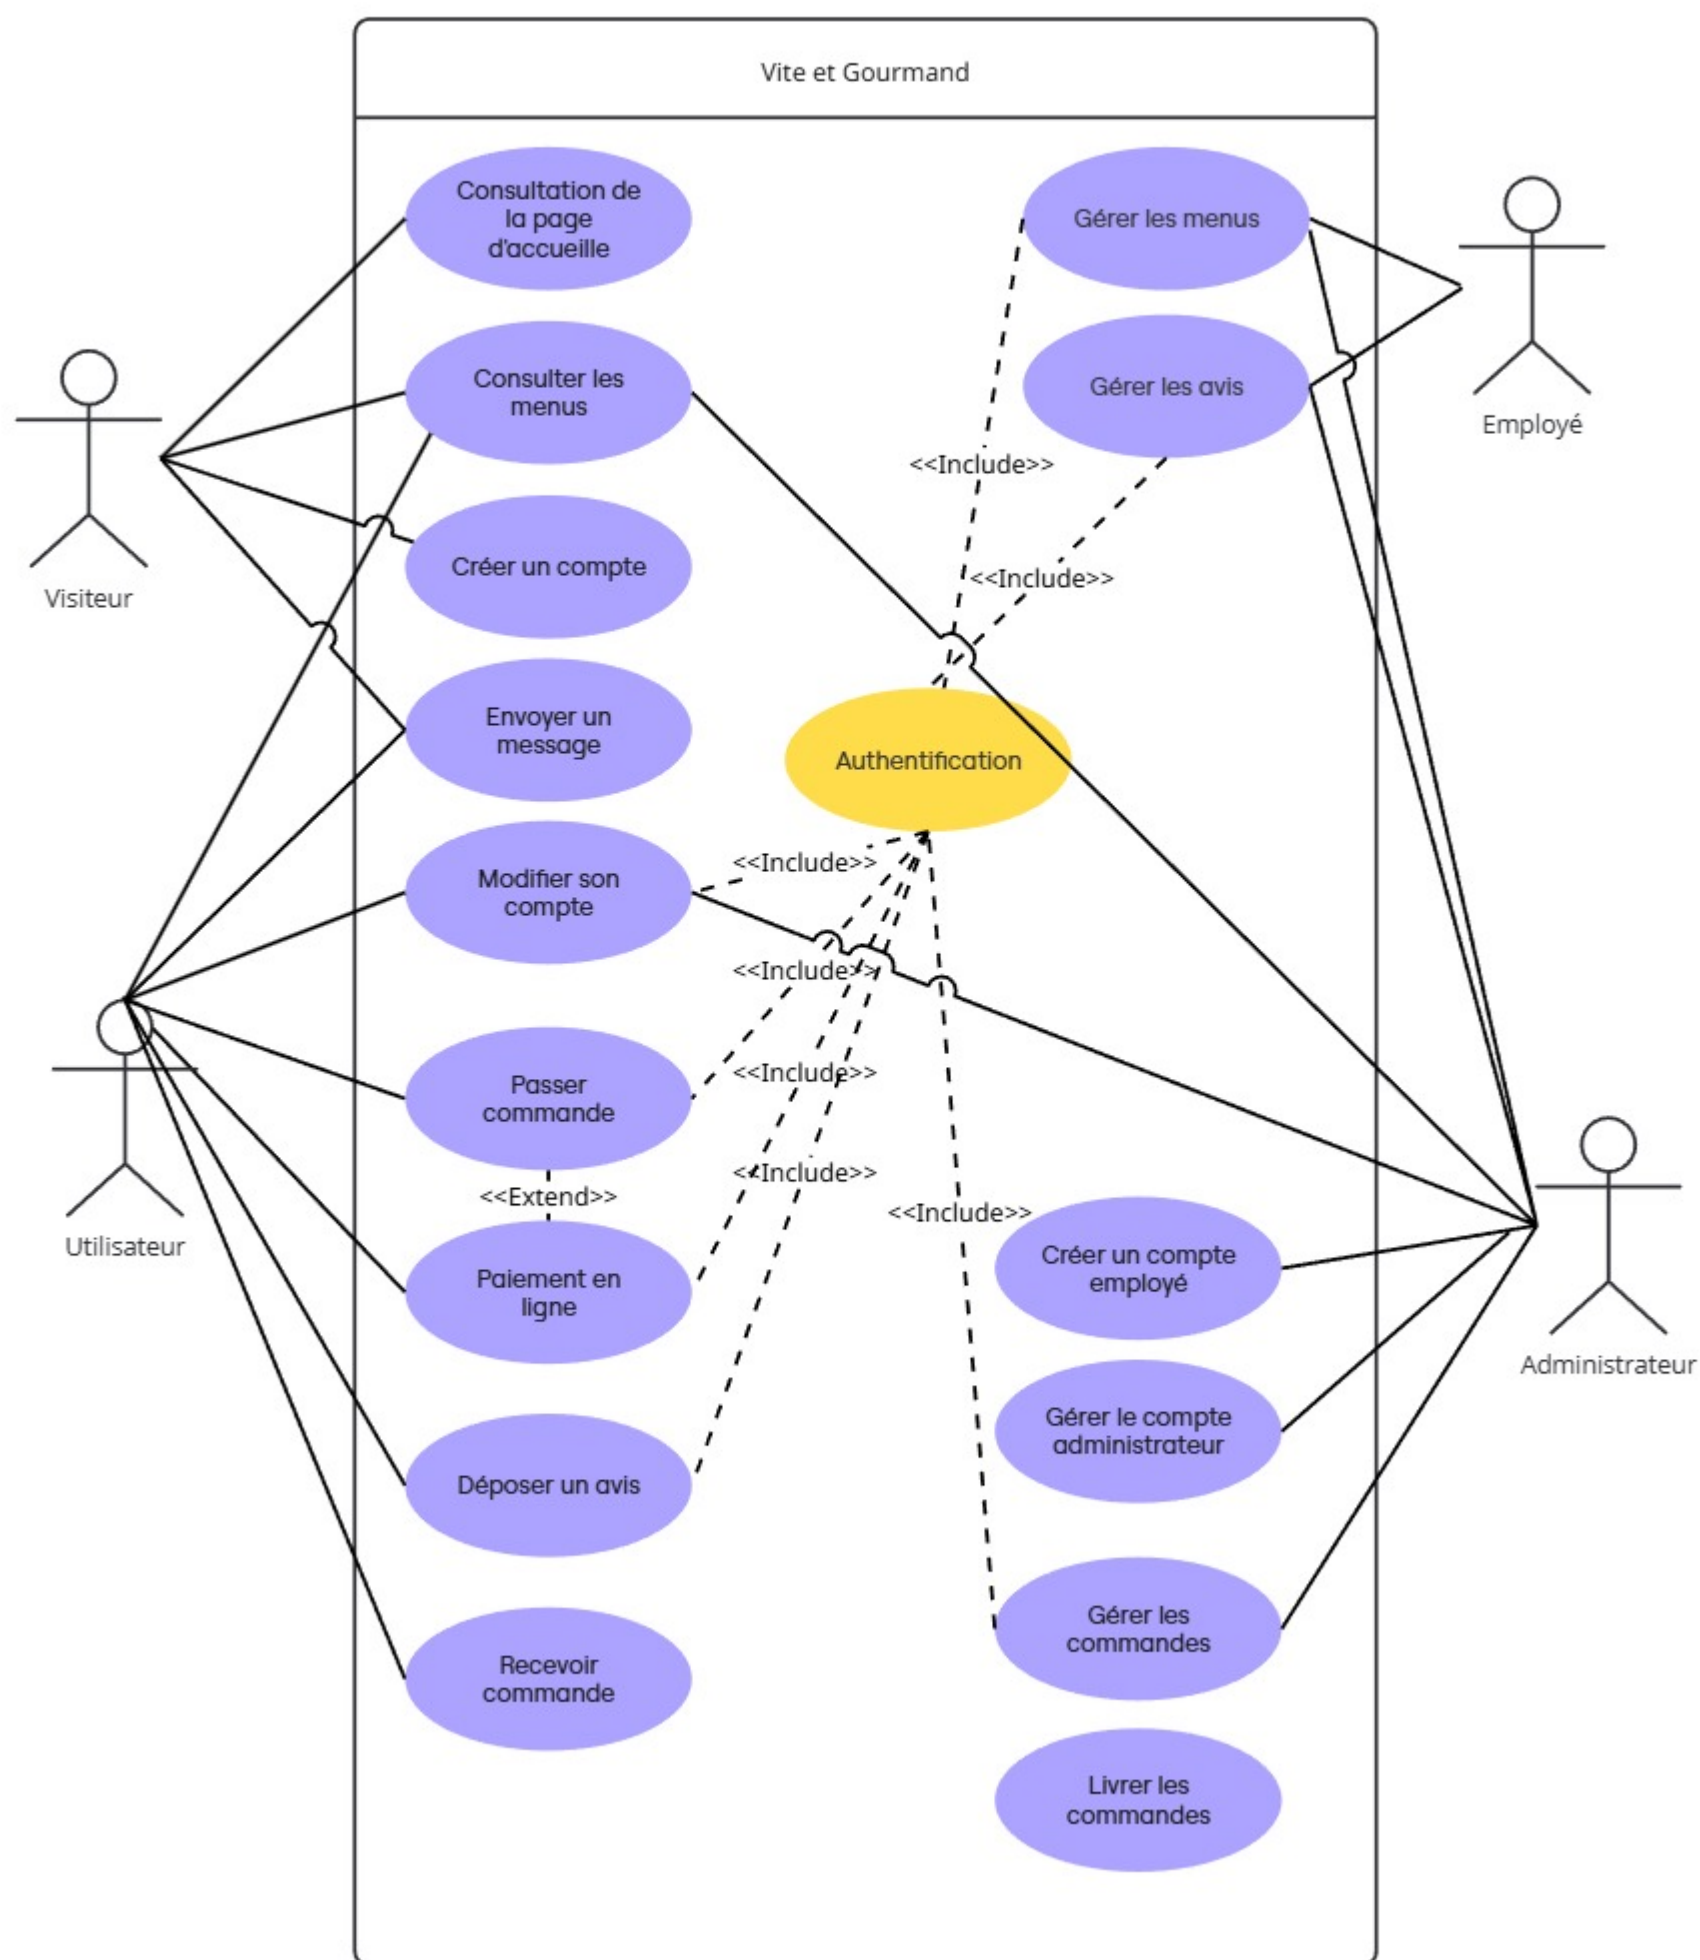 Vite et Gourmand
Consultation de
la page
d'accueille
Consulter les
menus
Créer un compte
Envoyer un
message
Modifier son
compte
Passer
commande
<<Extend>>
Paiement en
ligne
Déposer un avis
Recevoir
commande
Visiteur
Utilisateur
Gérer les menus
Gérer les avis
<<Include>>
<<Include>>
Authentification
<<Include>>
<<Include>>
<<Include>>
<<Include>>
<<Include>>
Créer un compte
employé
Gérer le compte
administrateur
Gérer les
commandes
Livrer les
commandes
Employé
Administrateur